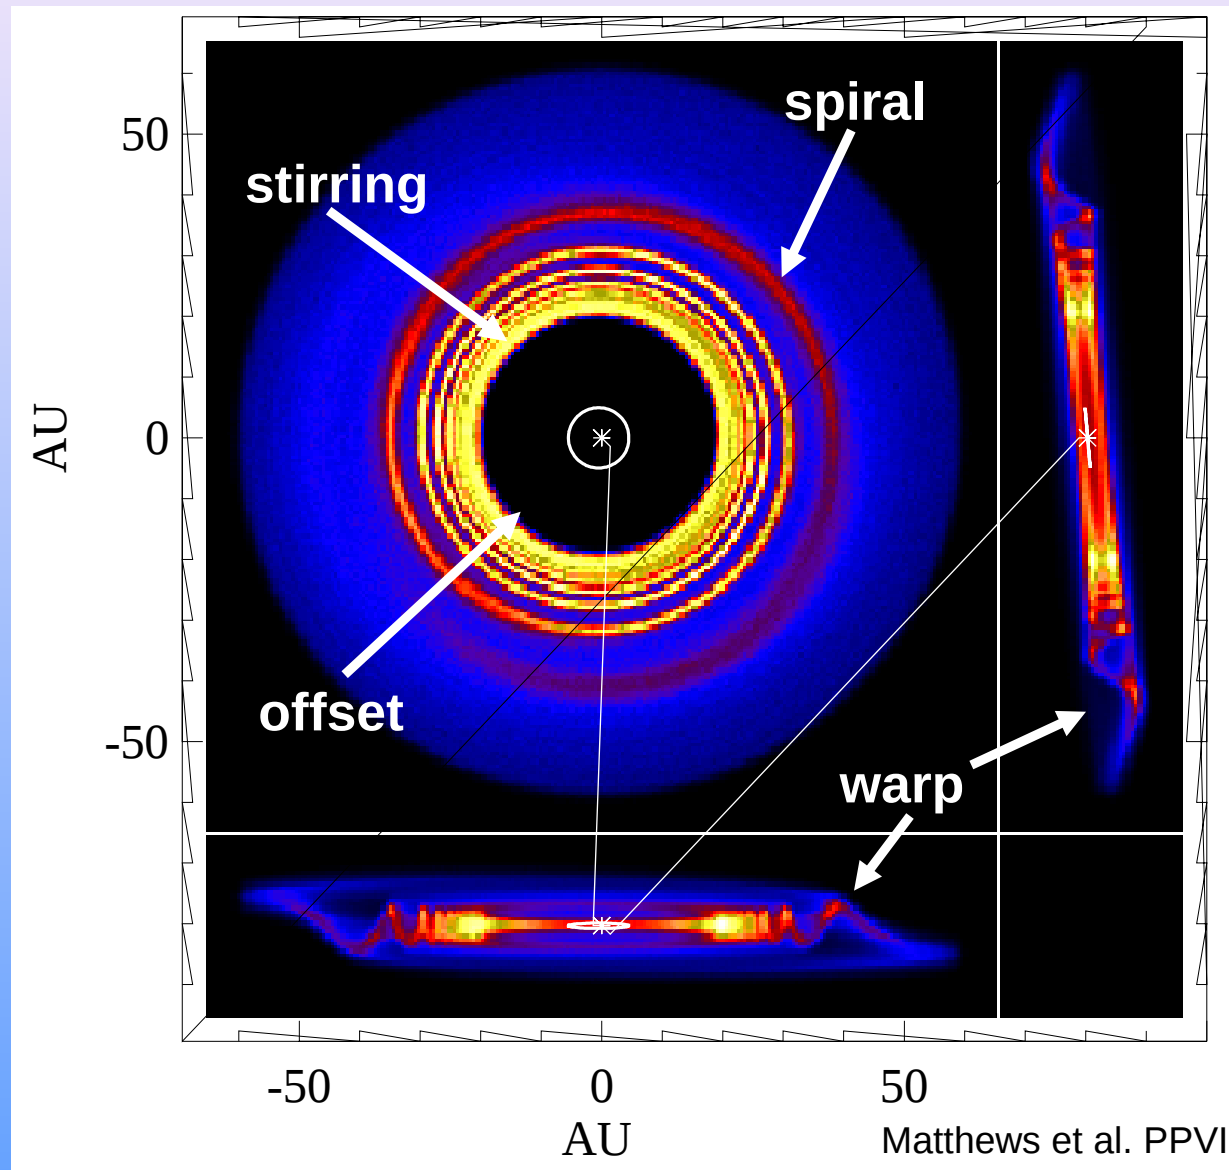 spiral
stirring
50
0
-50
AU
offset
warp
-50 0 50
AU
Matthews et al. PPVI